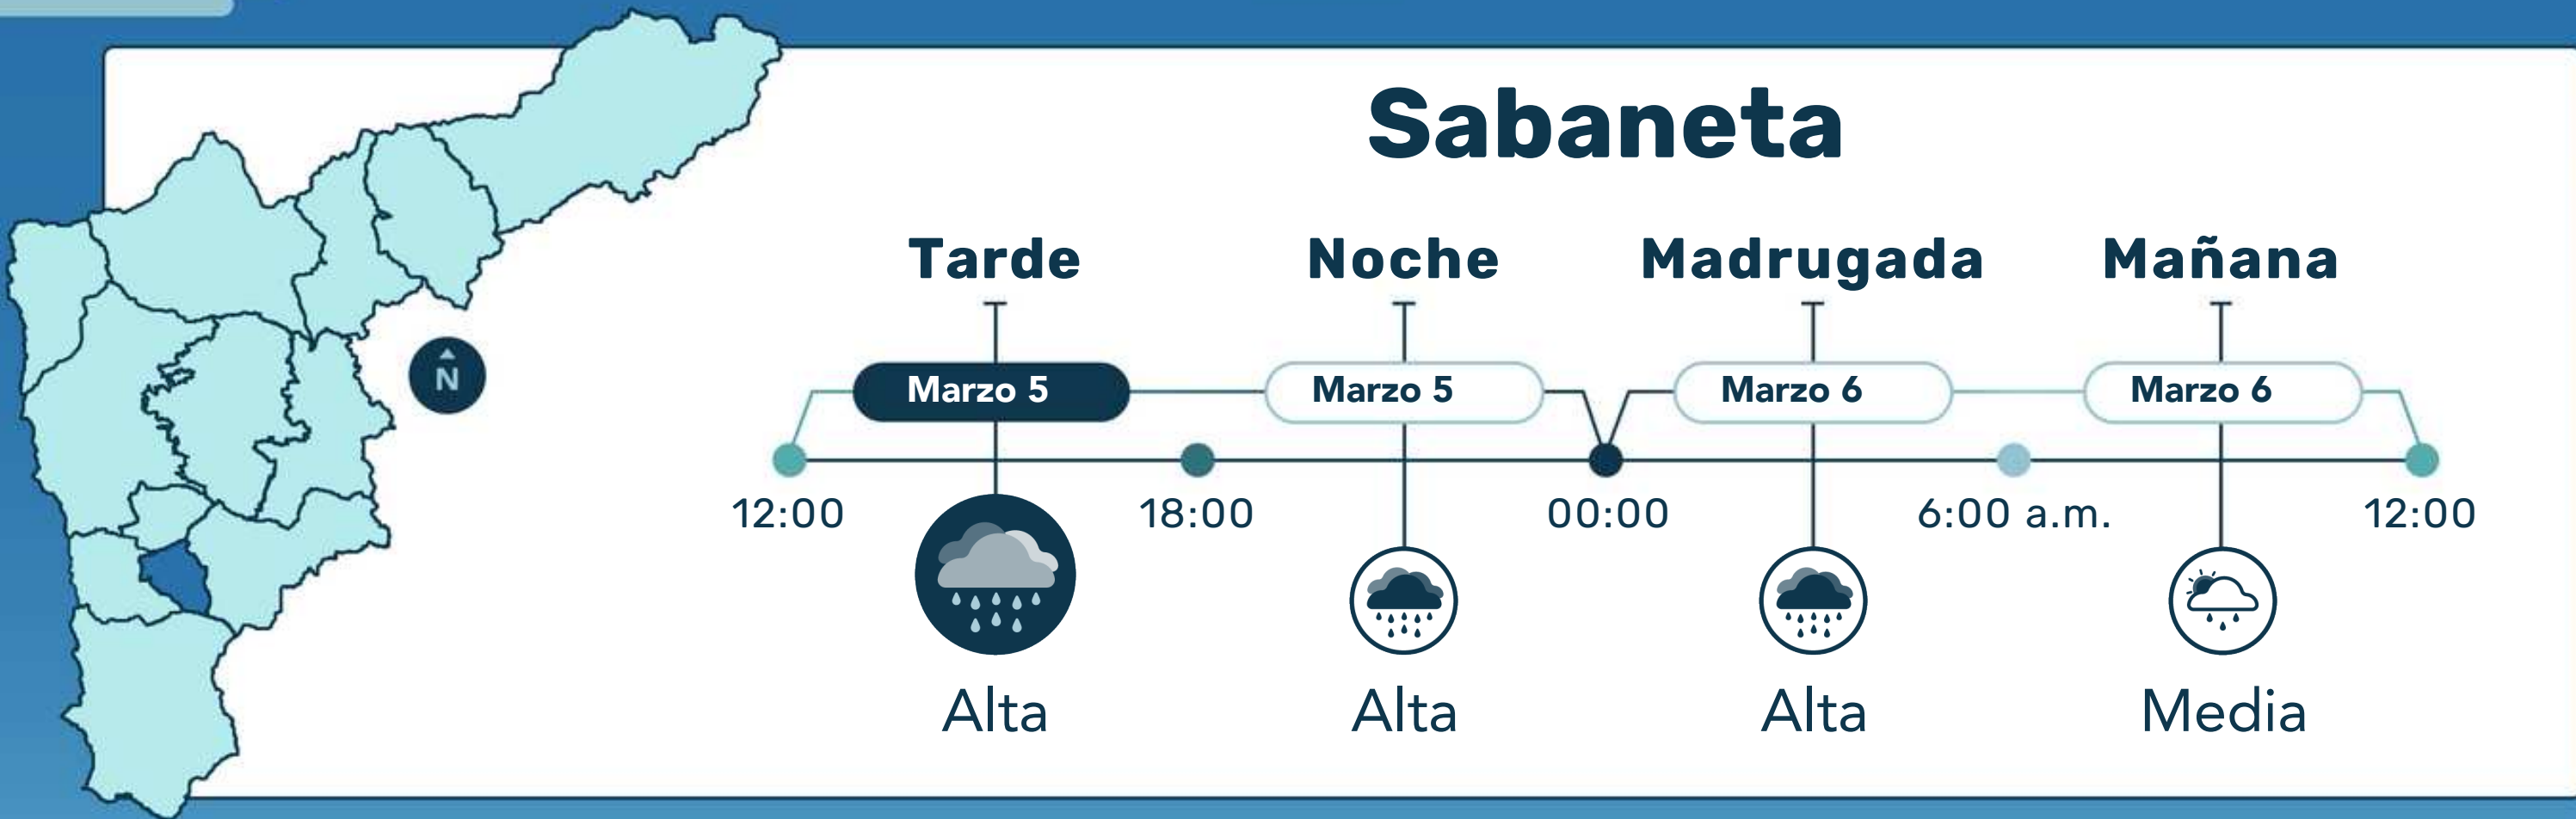 Sabaneta
Tarde Noche Madrugada Mañana
Marzo 5 Marzo 5 Marzo 6 Marzo 6
N
12:00 18:00 00:00 6:00 a.m. 12:00
Alta Alta Alta Media